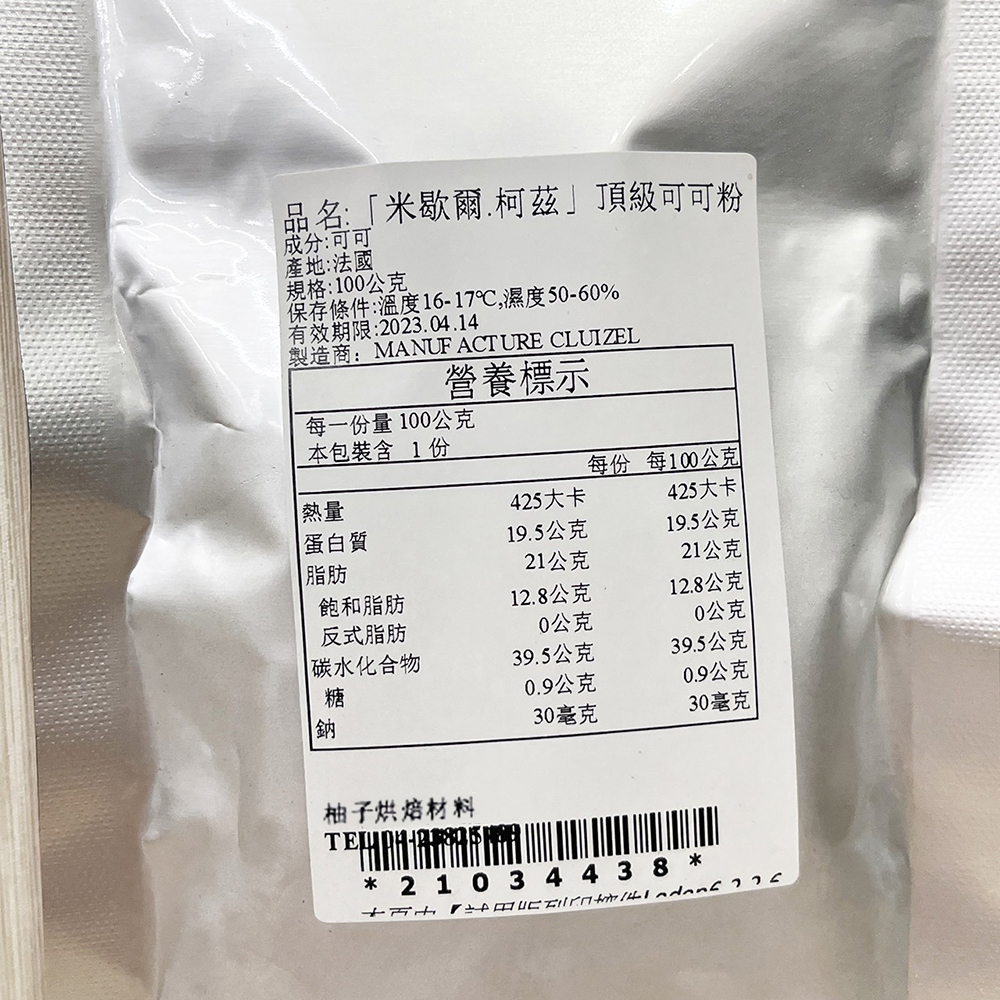 品 名:「米歇爾.柯茲」頂級可可粉
成分:可可
產地:法國
規格:100公克
保存條件:溫度16-17℃,濕度50-60%
有效期限:2023.04.14
製造商：MANUFACTURE CLUIZEL
營養標示
每一份量 100公克
本包裝含 1 份
每份 每100公克
熱量 425大卡 425大卡
蛋白質 19.5公克 19.5公克
脂肪 21公克 21公克
飽和脂肪 12.8公克 12.8公克
反式脂肪 0公克 0公克
碳水化合物 39.5公克 39.5公克
糖 0.9公克 0.9公克
鈉 30毫克 30毫克
柚子烘焙材料
TEL
*21034438*